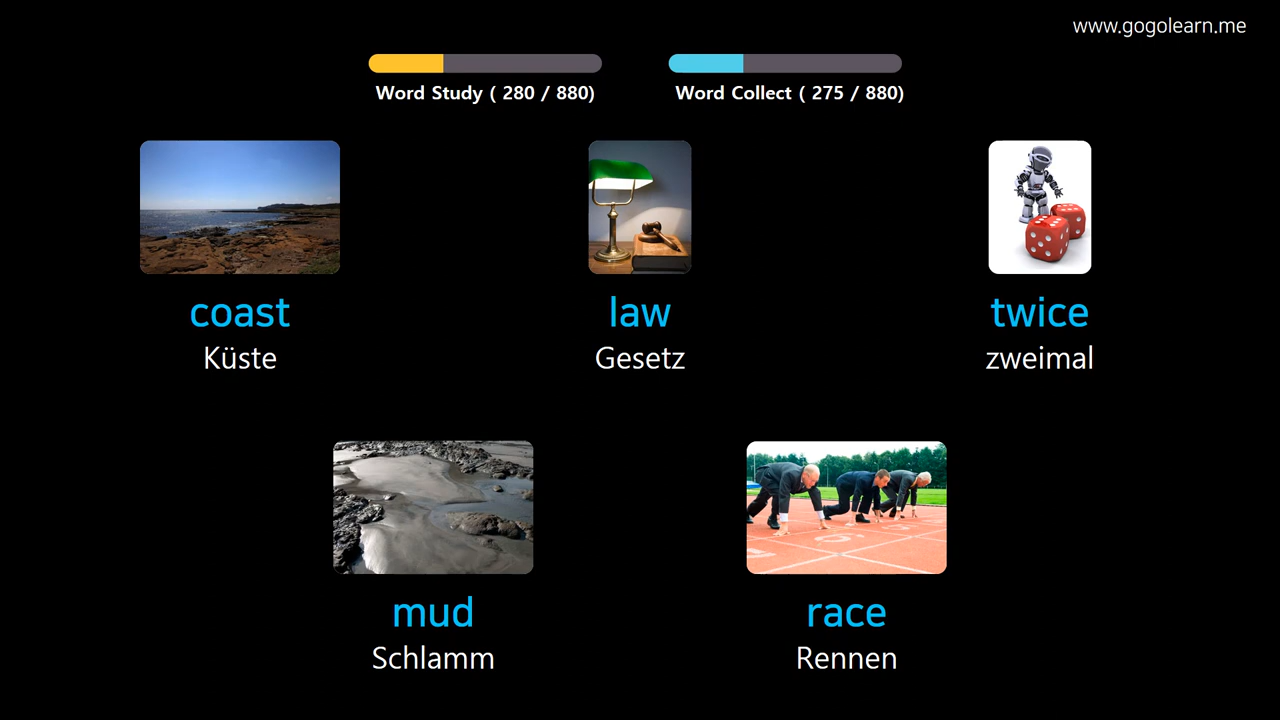 www.gogolearn.me
Word Study ( 280 / 880)
Word Collect ( 275 / 880)
coast
Küste
law
Gesetz
twice
zweimal
mud
Schlamm
race
Rennen